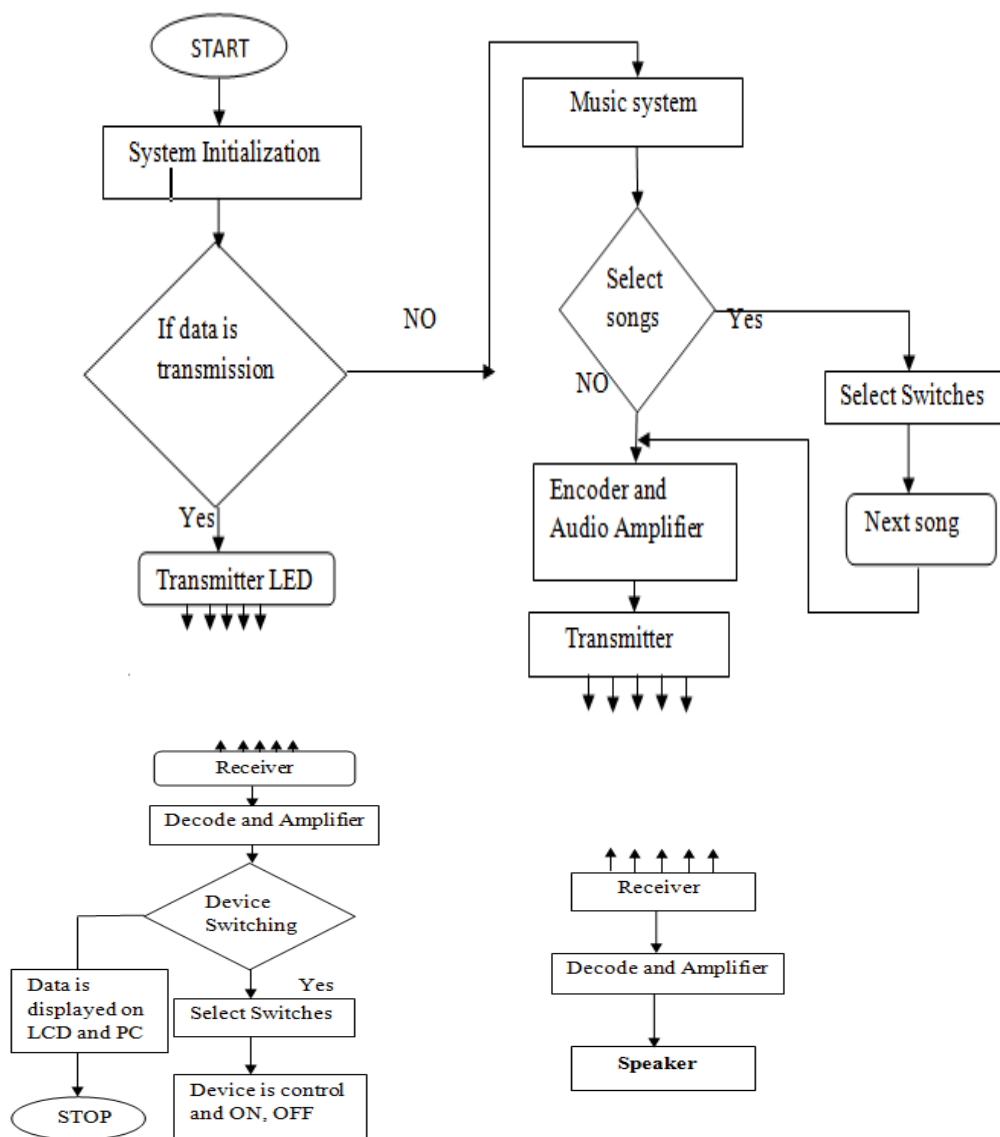 START
System Initialization
If data is
transmission
NO
Yes
Transmitter LED
Music system
Select
songs
Yes
NO
Select Switches
Next song
Encoder and
Audio Amplifier
Transmitter
Receiver
Decode and Amplifier
Device
Switching
Data is
displayed on
LCD and PC
Yes
Select Switches
STOP
Device is control
and ON, OFF
Receiver
Decode and Amplifier
Speaker